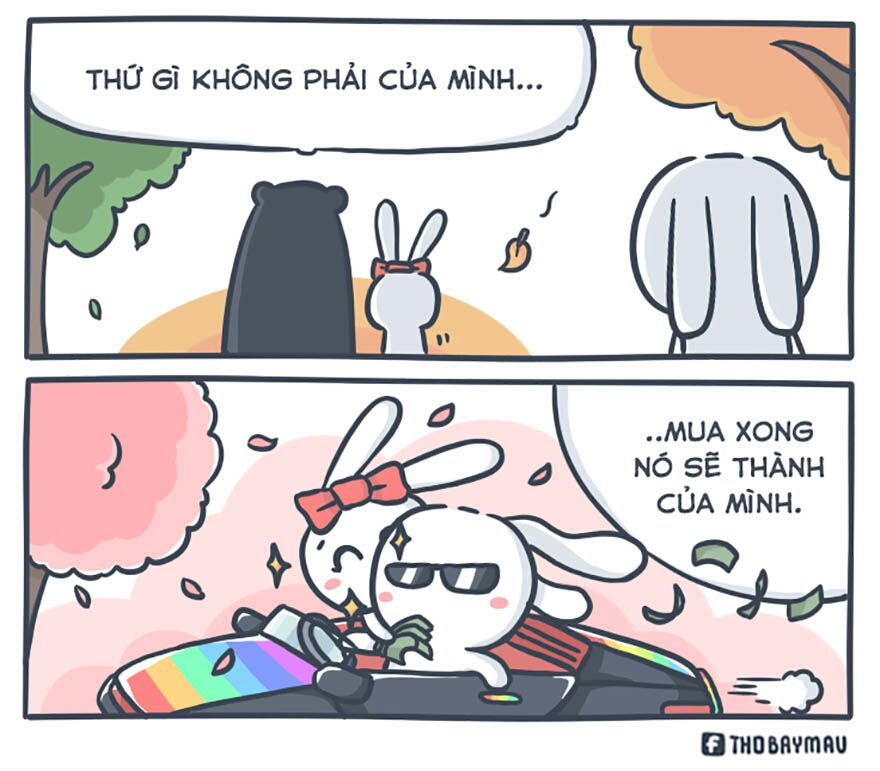 THỨ GÌ KHÔNG PHẢI CỦA MÌNH...
..MUA XONG
NÓ SẼ THÀNH
CỦA MÌNH.
f THOBAYMAU